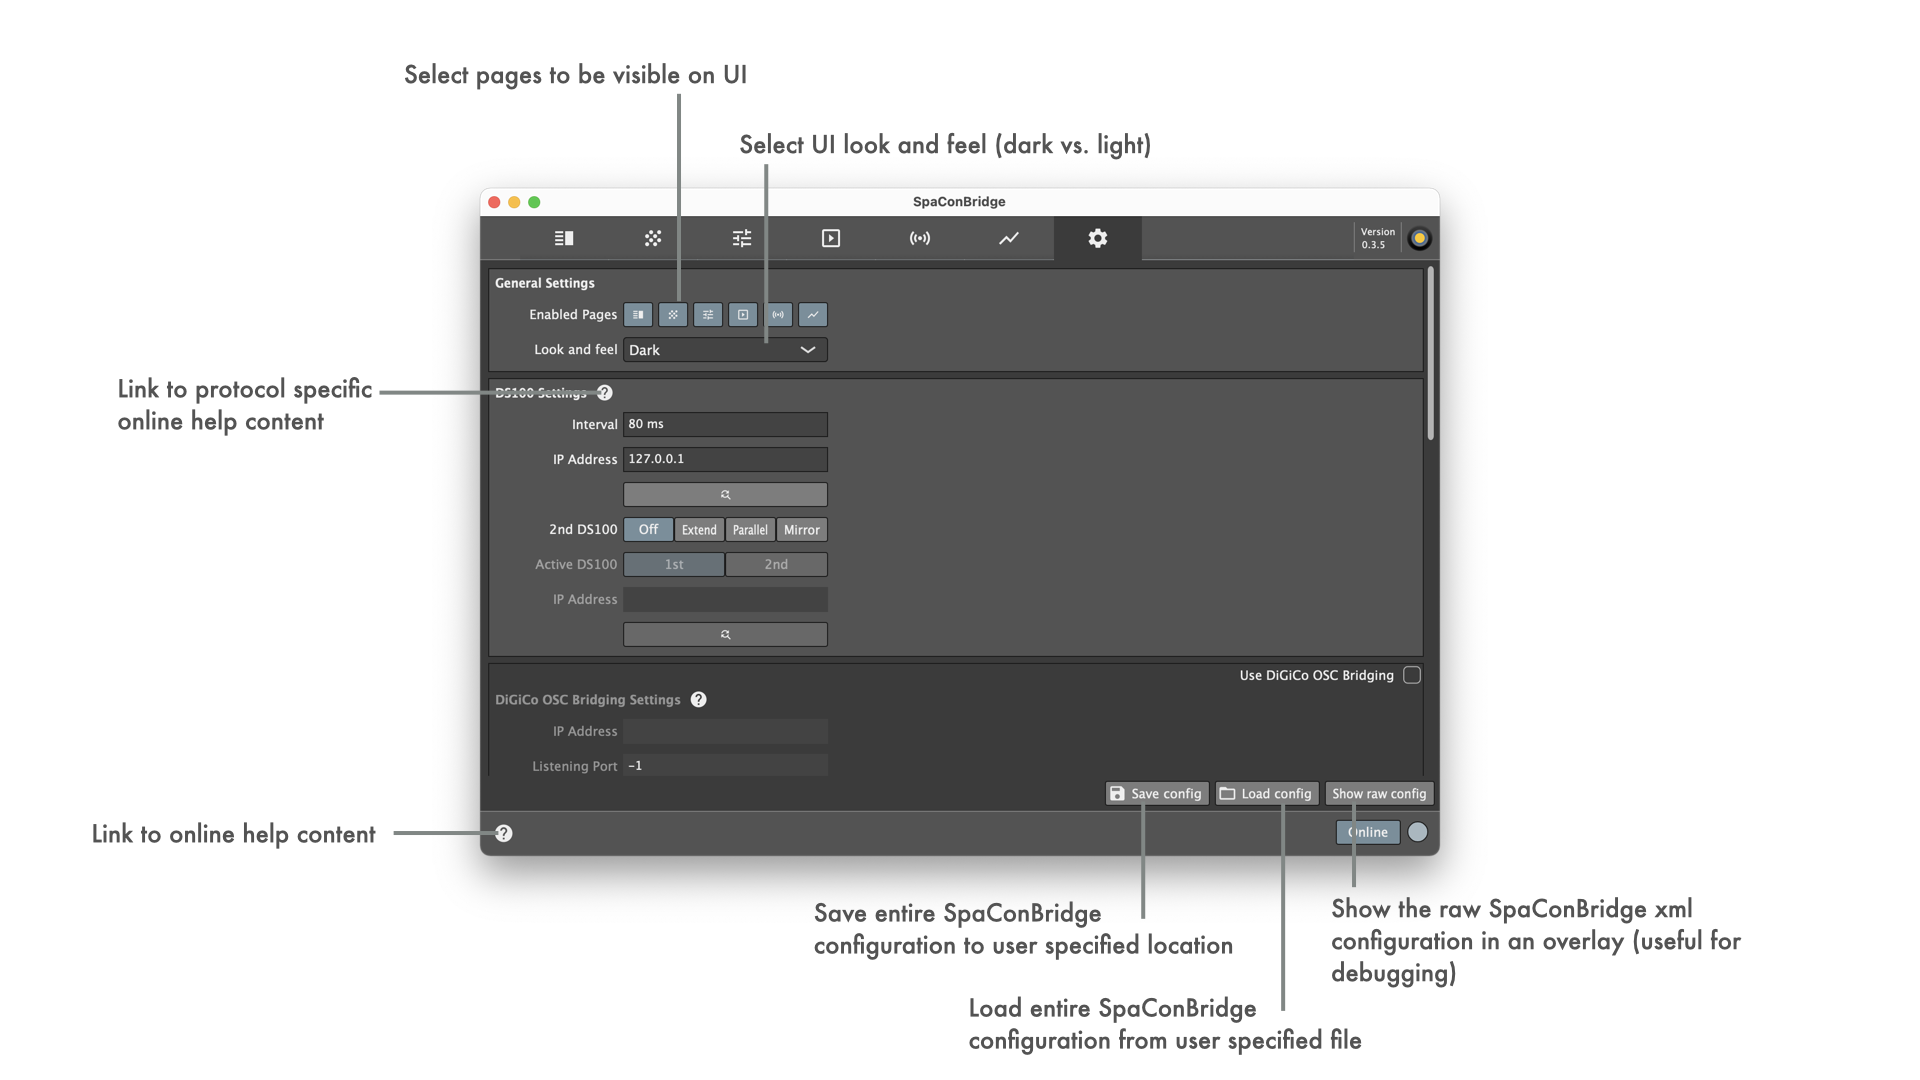 Select pages to be visible on UI
Select UI look and feel (dark vs. light)
SpaConBridge
Version
0.3.5
General Settings
Enabled Pages
Look and feel Dark
Link to protocol specific
online help content
DS100 Settings ?
Interval 80 ms
IP Address 127.0.0.1
2nd DS100 Off Extend Parallel Mirror
Active DS100 1st 2nd
IP Address
Use DiGiCo OSC Bridging
DiGiCo OSC Bridging Settings ?
IP Address
Listening Port -1
Save config Load config Show raw config
Link to online help content
? Online
Save entire SpaConBridge
configuration to user specified location
Show the raw SpaConBridge xml
configuration in an overlay (useful for
debugging)
Load entire SpaConBridge
configuration from user specified file